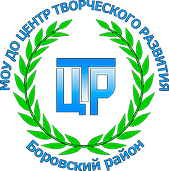 МОУ ДО ЦЕНТР ТВОРЧЕСКОГО РАЗВИТИЯ
ЦТР
Боровский район